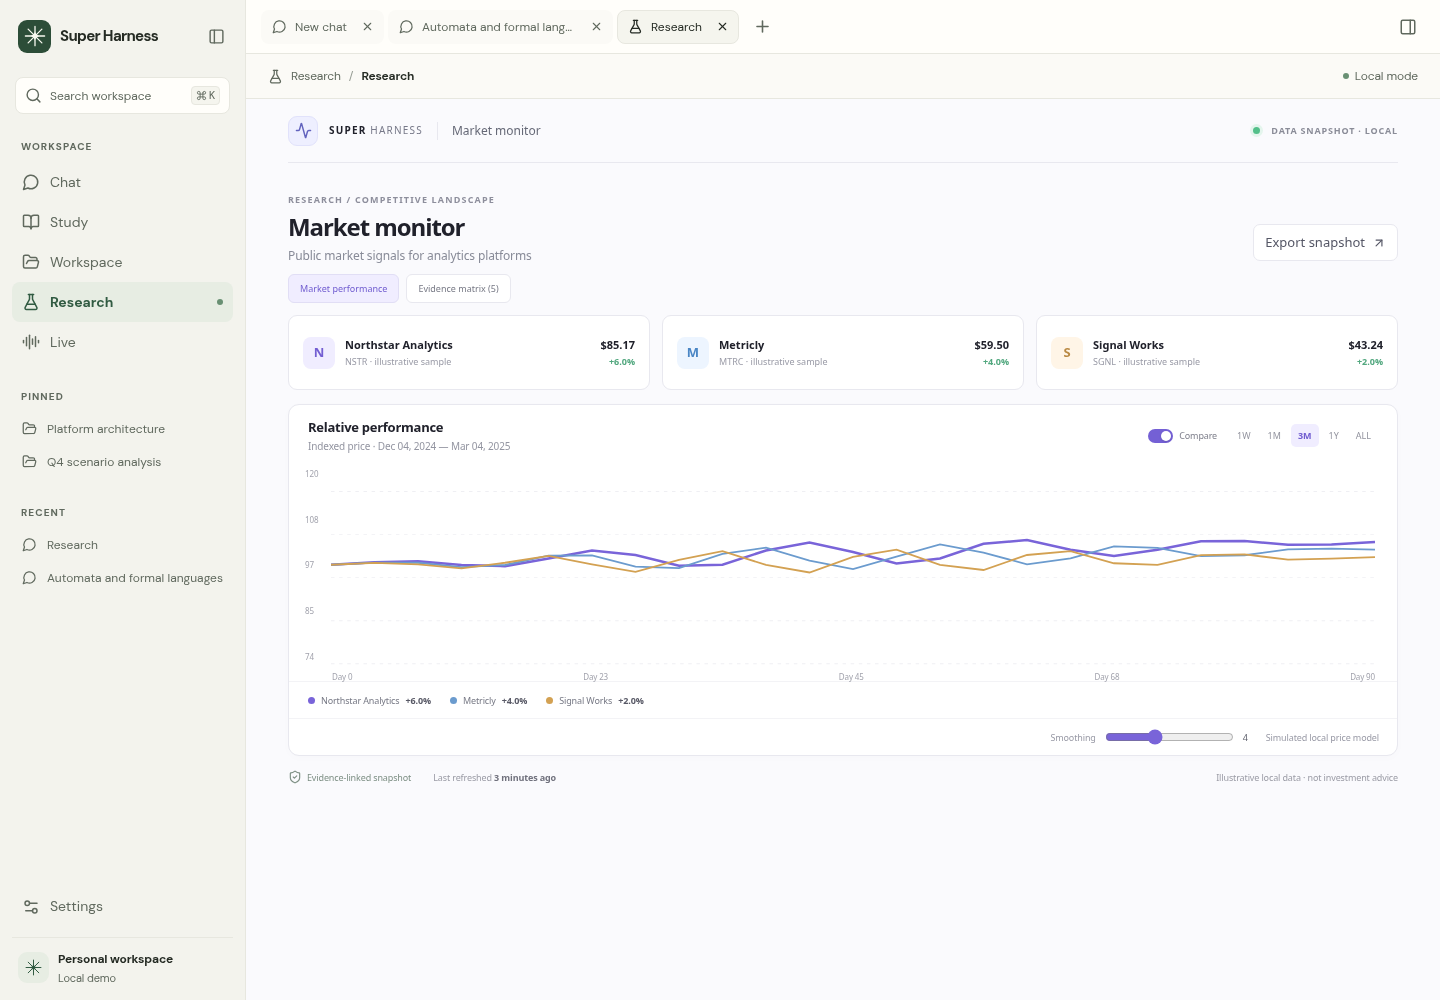 Super Harness
New chat
Automata and formal lang...
Research
Search workspace
⌘K
Research / Research
Local mode
WORKSPACE
Chat
Study
Workspace
Research
Live
PINNED
Platform architecture
Q4 scenario analysis
RECENT
Research
Automata and formal languages
Settings
Personal workspace
Local demo
SUPER HARNESS
Market monitor
DATA SNAPSHOT · LOCAL
RESEARCH / COMPETITIVE LANDSCAPE
Market monitor
Public market signals for analytics platforms
Export snapshot
Market performance
Evidence matrix (5)
N
Northstar Analytics
$85.17
NSTR · illustrative sample
+6.0%
M
Metricly
$59.50
MTRC · illustrative sample
+4.0%
S
Signal Works
$43.24
SGNL · illustrative sample
+2.0%
Relative performance
Indexed price · Dec 04, 2024 — Mar 04, 2025
Compare
1W
1M
3M
1Y
ALL
120
108
97
85
74
Day 0
Day 23
Day 45
Day 68
Day 90
Northstar Analytics +6.0%
Metricly +4.0%
Signal Works +2.0%
Smoothing
4
Simulated local price model
Evidence-linked snapshot
Last refreshed 3 minutes ago
Illustrative local data · not investment advice